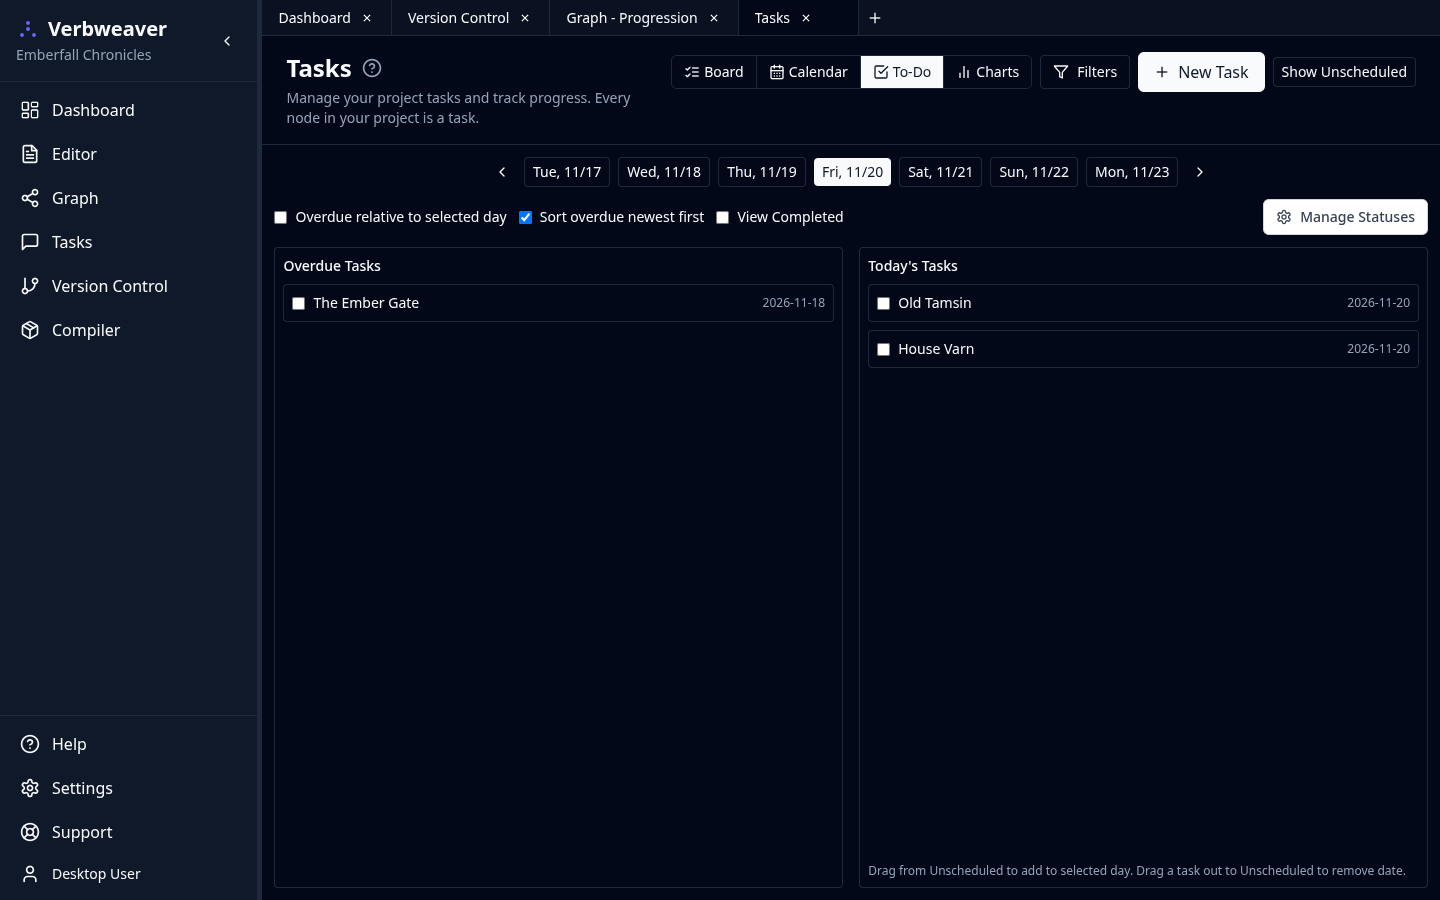 Verbweaver
Emberfall Chronicles
Dashboard
Editor
Graph
Tasks
Version Control
Compiler
Help
Settings
Support
Desktop User
Dashboard
Version Control
Graph - Progression
Tasks
Tasks
Manage your project tasks and track progress. Every
node in your project is a task.
Board
Calendar
To-Do
Charts
Filters
New Task
Show Unscheduled
Tue, 11/17
Wed, 11/18
Thu, 11/19
Fri, 11/20
Sat, 11/21
Sun, 11/22
Mon, 11/23
Overdue relative to selected day
Sort overdue newest first
View Completed
Manage Statuses
Overdue Tasks
The Ember Gate 2026-11-18
Today's Tasks
Old Tamsin 2026-11-20
House Varn 2026-11-20
Drag from Unscheduled to add to selected day. Drag a task out to Unscheduled to remove date.